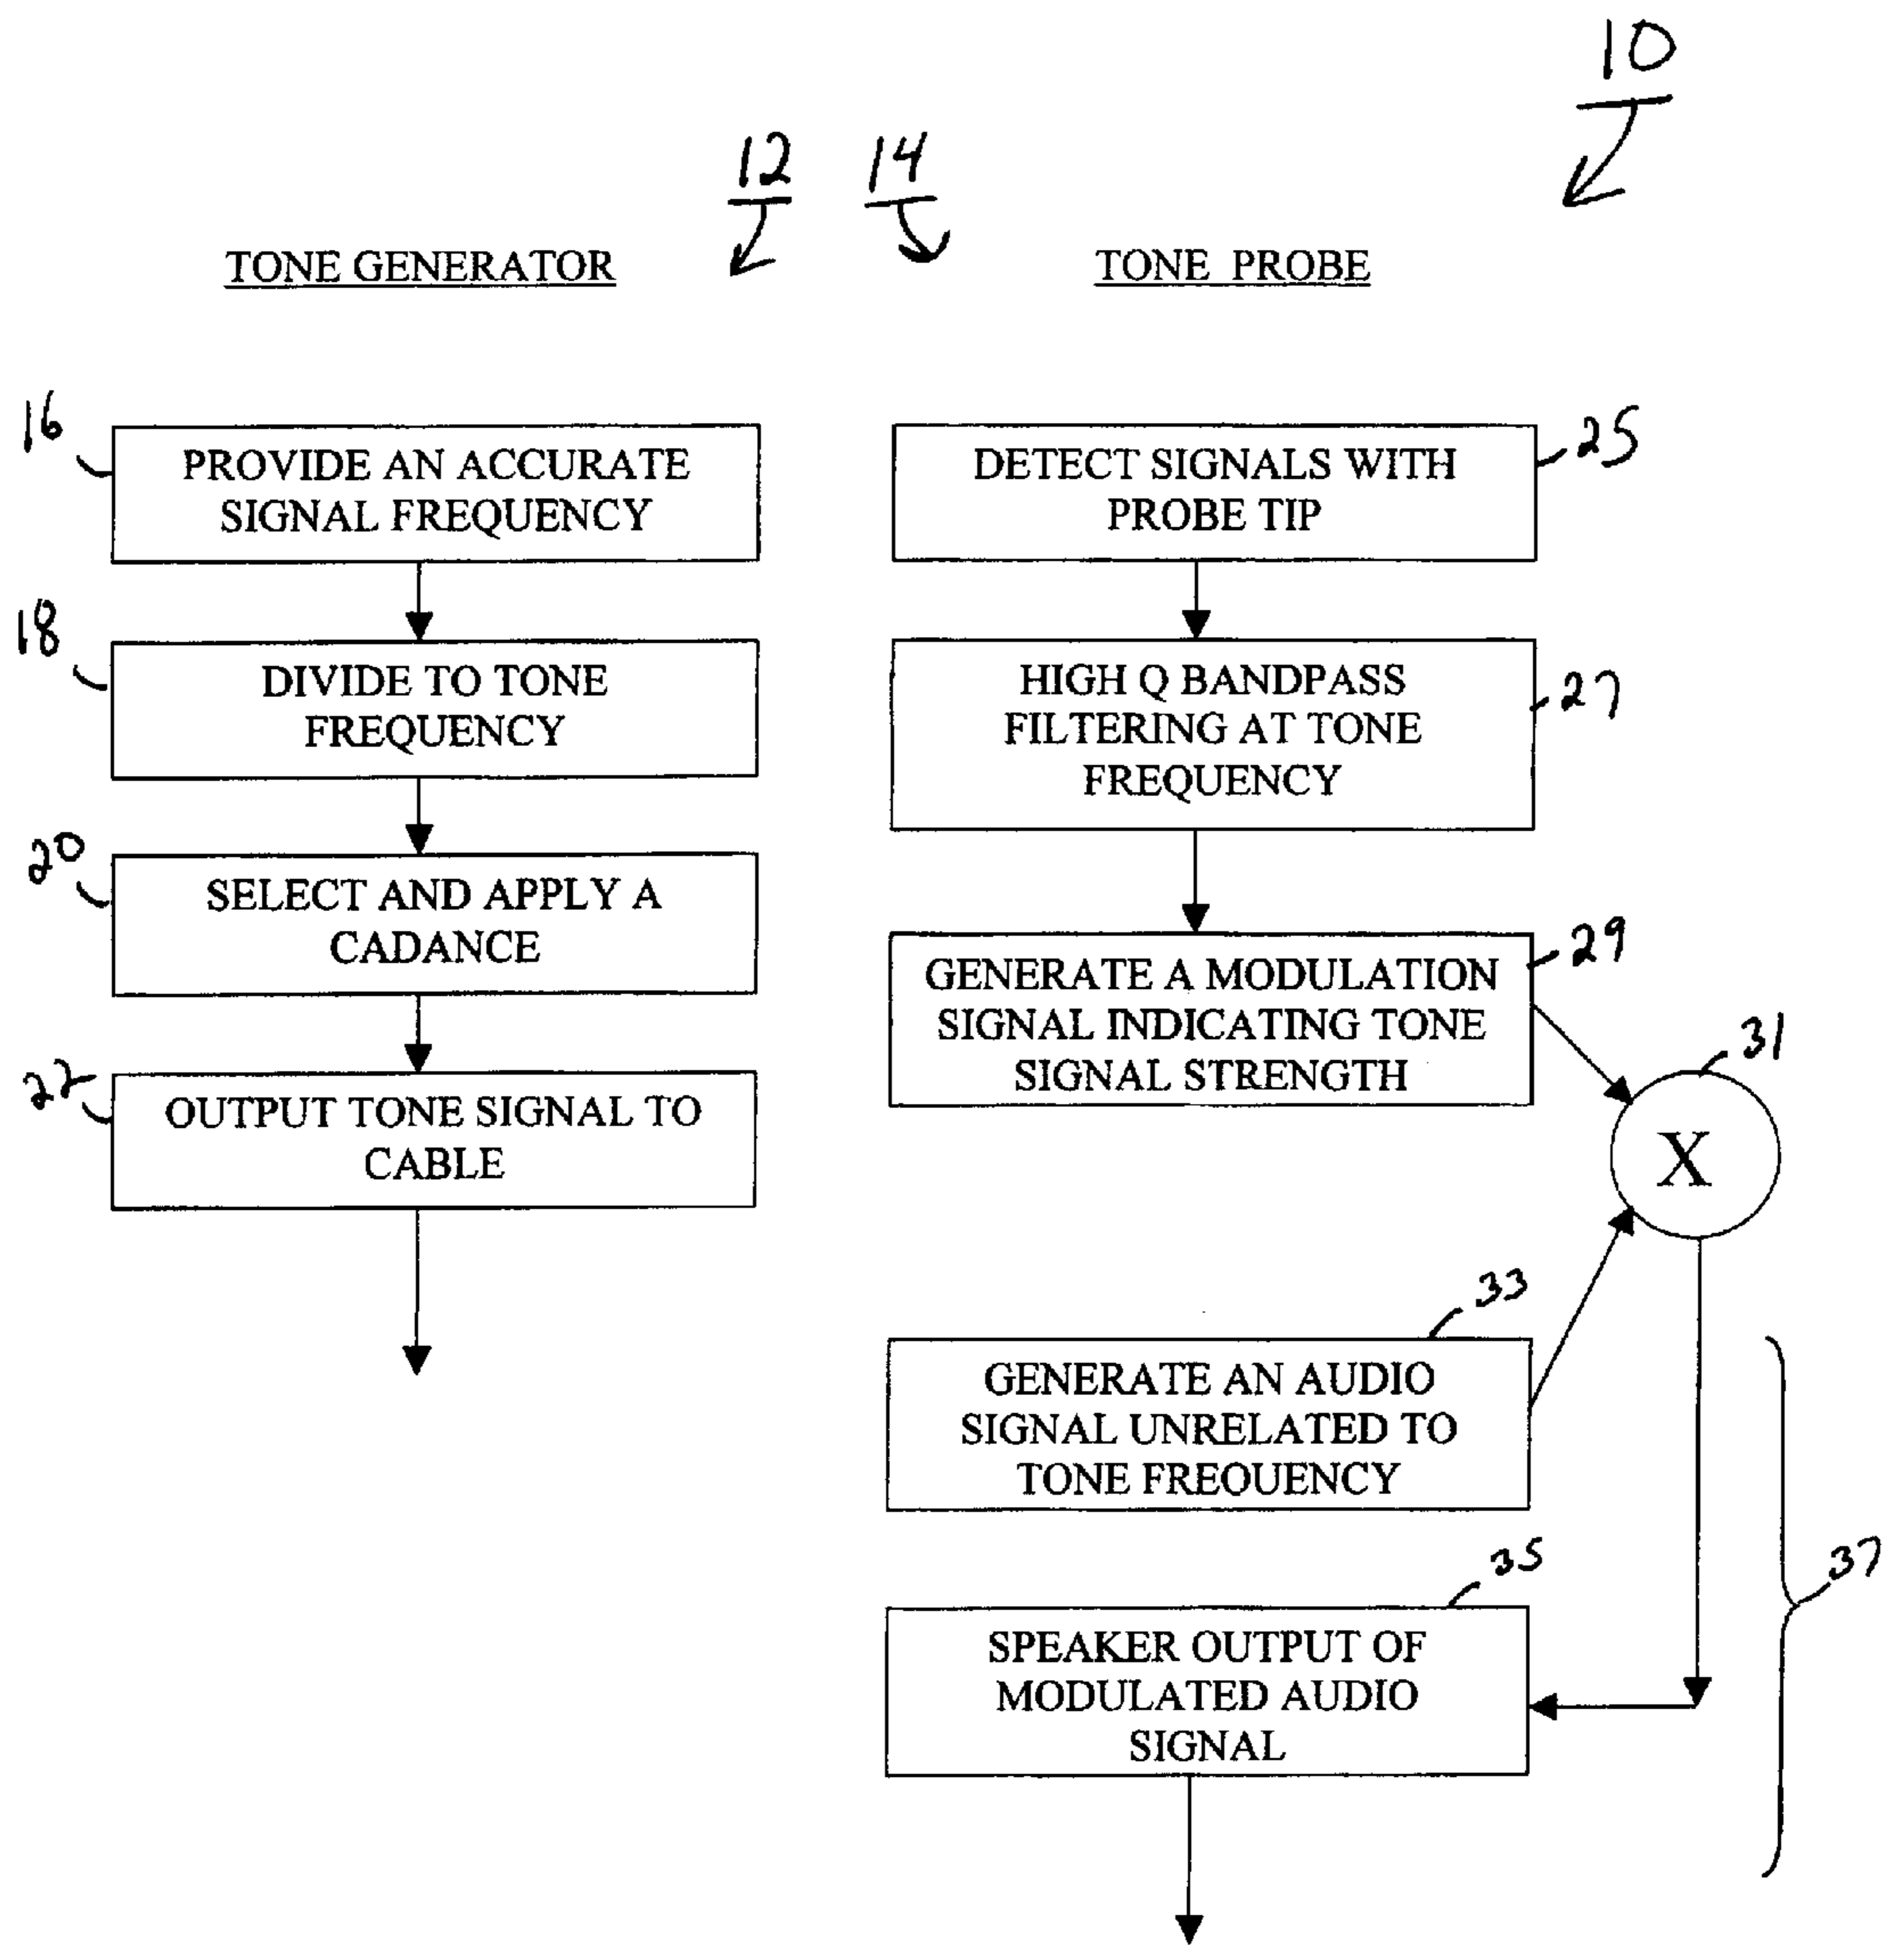 10
12
14
TONE GENERATOR
TONE PROBE
16
PROVIDE AN ACCURATE
SIGNAL FREQUENCY
18
DIVIDE TO TONE
FREQUENCY
20
SELECT AND APPLY A
CADANCE
22
OUTPUT TONE SIGNAL TO
CABLE
25
DETECT SIGNALS WITH
PROBE TIP
27
HIGH Q BANDPASS
FILTERING AT TONE
FREQUENCY
29
GENERATE A MODULATION
SIGNAL INDICATING TONE
SIGNAL STRENGTH
31
X
33
GENERATE AN AUDIO
SIGNAL UNRELATED TO
TONE FREQUENCY
35
SPEAKER OUTPUT OF
MODULATED AUDIO
SIGNAL
37